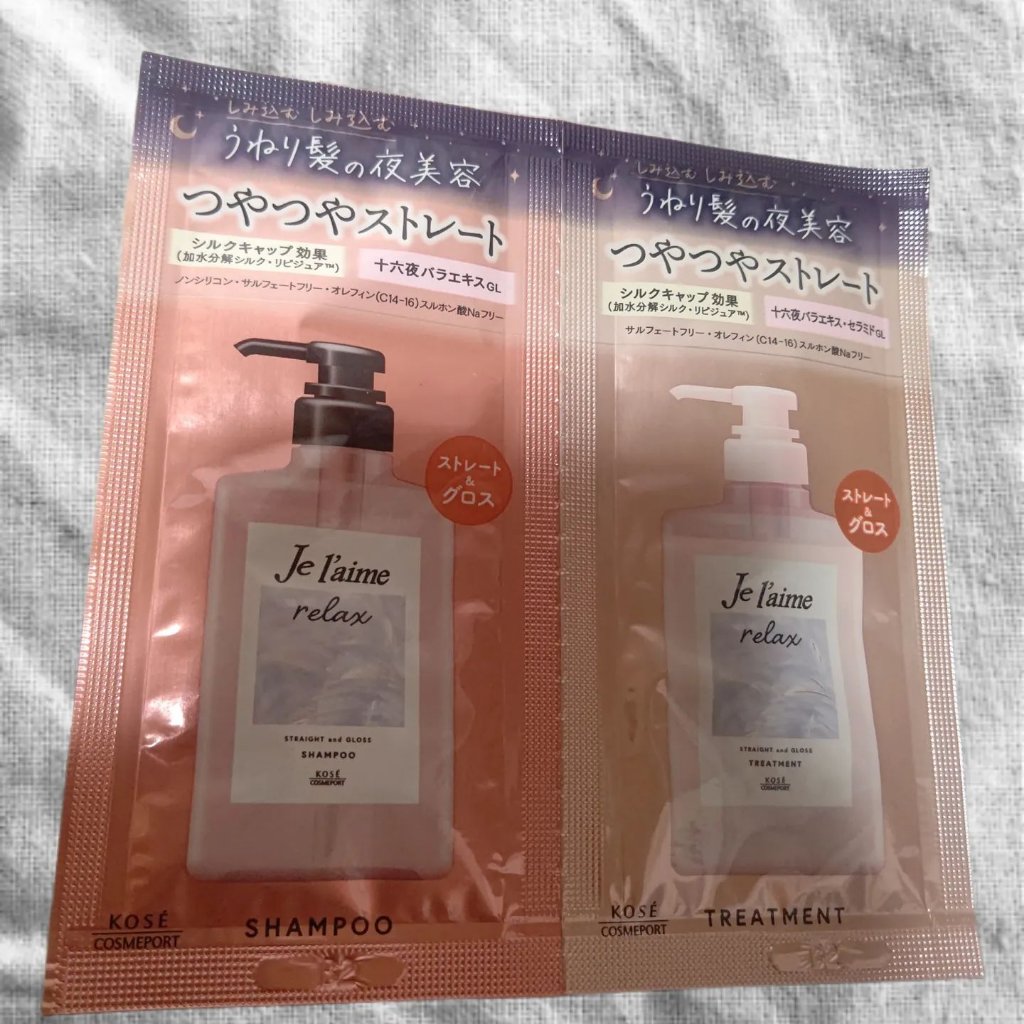 しみ込む しみ込む
うねり髪の夜美容
つやつやストレート
シルクキャップ効果
(加水分解シルク・リピジュア™)
十六夜バラエキスGL
ノンシリコン・サルフェートフリー・オレフィン(C14-16)スルホン酸Naフリー
ストレート
&
グロス
Je l'aime
relax
STRAIGHT and GLOSS
SHAMPOO
KOSÉ
COSMEPORT
KOSÉ
COSMEPORT
SHAMPOO
しみ込む しみ込む
うねり髪の夜美容
つやつやストレート
シルクキャップ効果
(加水分解シルク・リピジュア™)
十六夜バラエキス・セラミドGL
サルフェートフリー・オレフィン(C14-16)スルホン酸Naフリー
ストレート
&
グロス
Je l'aime
relax
STRAIGHT and GLOSS
TREATMENT
KOSÉ
COSMEPORT
KOSÉ
COSMEPORT
TREATMENT